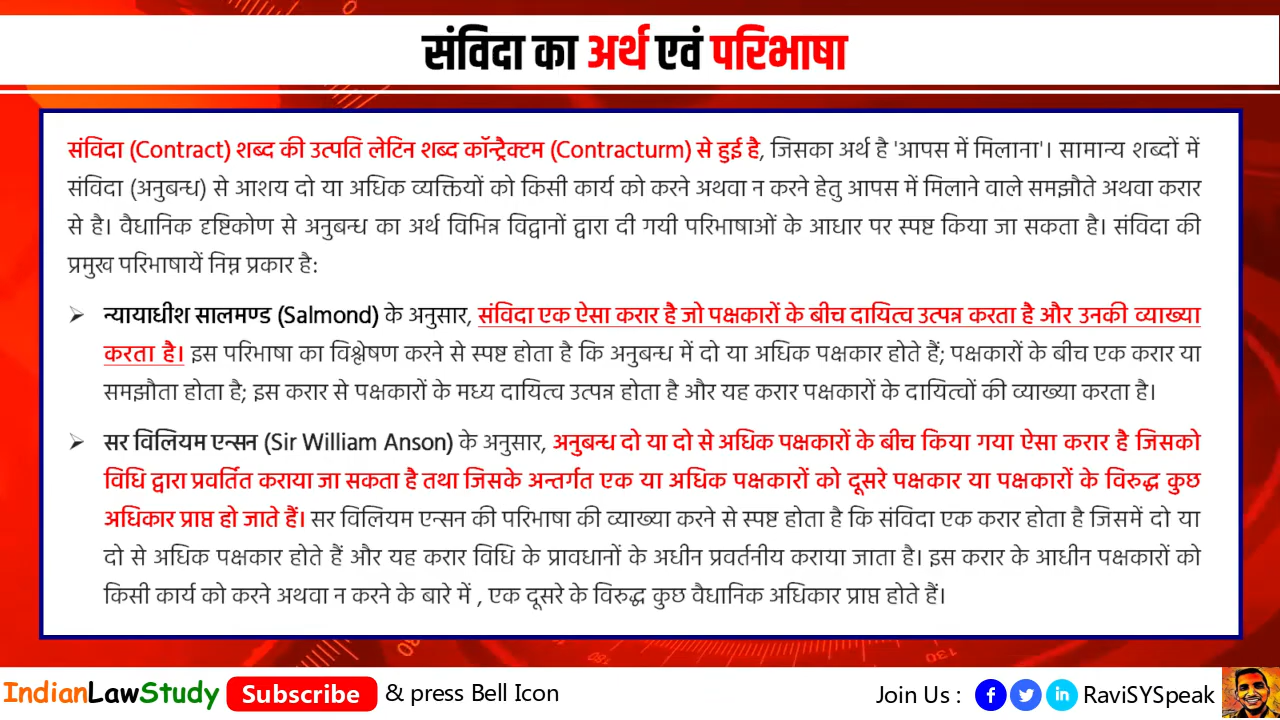 संविदा का अर्थ एवं परिभाषा
संविदा (Contract) शब्द की उत्पति लेटिन शब्द कॉन्ट्रैक्टम (Contracturm) से हुई है, जिसका अर्थ है 'आपस में मिलाना'। सामान्य शब्दों में
संविदा (अनुबन्ध) से आशय दो या अधिक व्यक्तियों को किसी कार्य को करने अथवा न करने हेतु आपस में मिलाने वाले समझौते अथवा करार
से है। वैधानिक दृष्टिकोण से अनुबन्ध का अर्थ विभिन्न विद्वानों द्वारा दी गयी परिभाषाओं के आधार पर स्पष्ट किया जा सकता है। संविदा की
प्रमुख परिभाषायें निम्न प्रकार है:
➢ न्यायाधीश सालमण्ड (Salmond) के अनुसार, संविदा एक ऐसा करार है जो पक्षकारों के बीच दायित्व उत्पन्न करता है और उनकी व्याख्या
करता है। इस परिभाषा का विश्लेषण करने से स्पष्ट होता है कि अनुबन्ध में दो या अधिक पक्षकार होते हैं; पक्षकारों के बीच एक करार या
समझौता होता है; इस करार से पक्षकारों के मध्य दायित्व उत्पन्न होता है और यह करार पक्षकारों के दायित्वों की व्याख्या करता है।
➢ सर विलियम एन्सन (Sir William Anson) के अनुसार, अनुबन्ध दो या दो से अधिक पक्षकारों के बीच किया गया ऐसा करार है जिसको
विधि द्वारा प्रवर्तित कराया जा सकता है तथा जिसके अन्तर्गत एक या अधिक पक्षकारों को दूसरे पक्षकार या पक्षकारों के विरुद्ध कुछ
अधिकार प्राप्त हो जाते हैं। सर विलियम एन्सन की परिभाषा की व्याख्या करने से स्पष्ट होता है कि संविदा एक करार होता है जिसमें दो या
दो से अधिक पक्षकार होते हैं और यह करार विधि के प्रावधानों के अधीन प्रवर्तनीय कराया जाता है। इस करार के आधीन पक्षकारों को
किसी कार्य को करने अथवा न करने के बारे में , एक दूसरे के विरुद्ध कुछ वैधानिक अधिकार प्राप्त होते हैं।
180 130
IndianLawStudy Subscribe & press Bell Icon Join Us : RaviSYSpeak